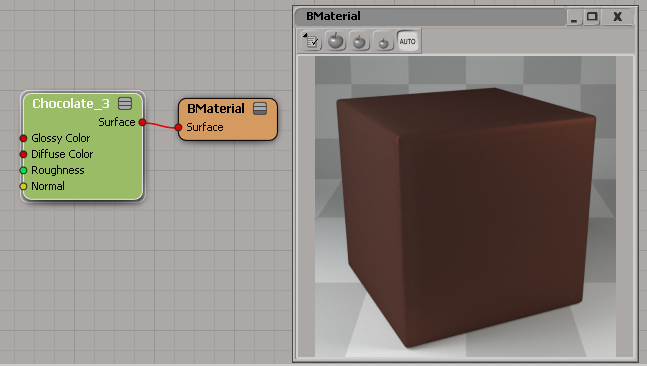 BMaterial
AUTO
Chocolate_3
Surface
Glossy Color
Diffuse Color
Roughness
Normal
BMaterial
Surface